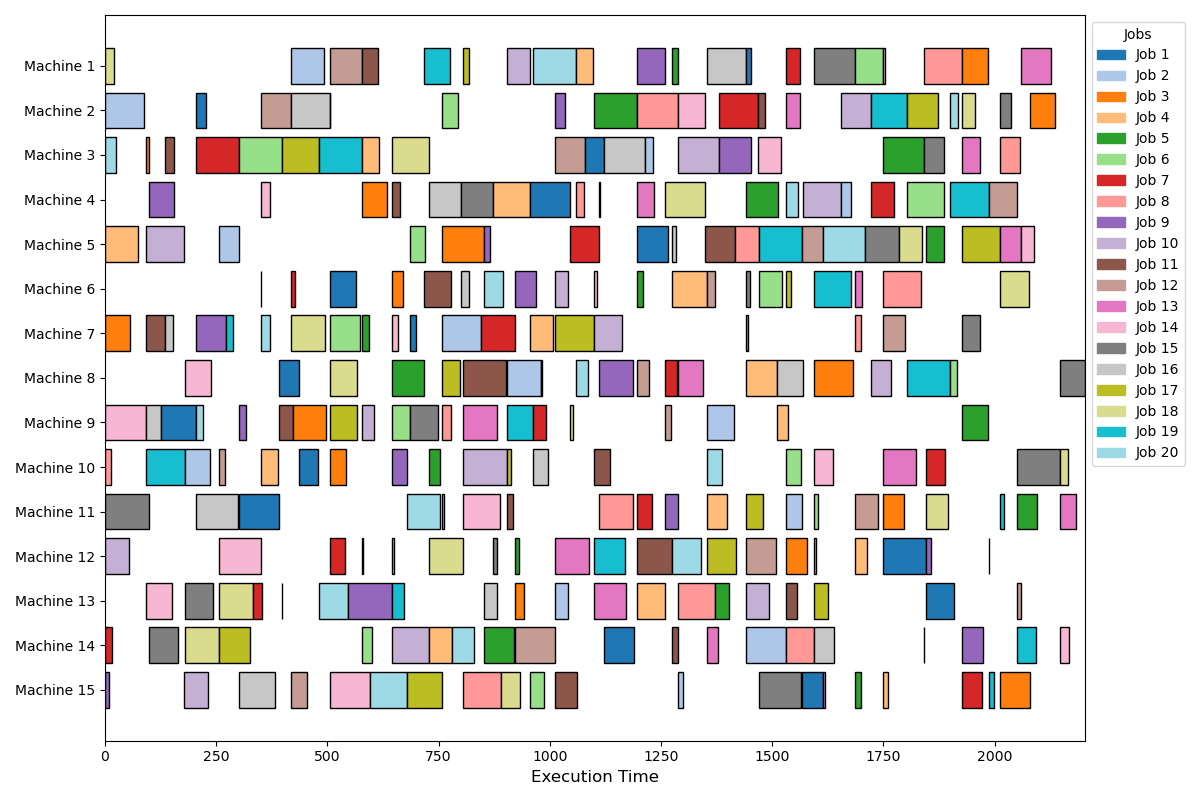 Machine 1
Machine 2
Machine 3
Machine 4
Machine 5
Machine 6
Machine 7
Machine 8
Machine 9
Machine 10
Machine 11
Machine 12
Machine 13
Machine 14
Machine 15
0 250 500 750 1000 1250 1500 1750 2000
Execution Time
Jobs
Job 1
Job 2
Job 3
Job 4
Job 5
Job 6
Job 7
Job 8
Job 9
Job 10
Job 11
Job 12
Job 13
Job 14
Job 15
Job 16
Job 17
Job 18
Job 19
Job 20